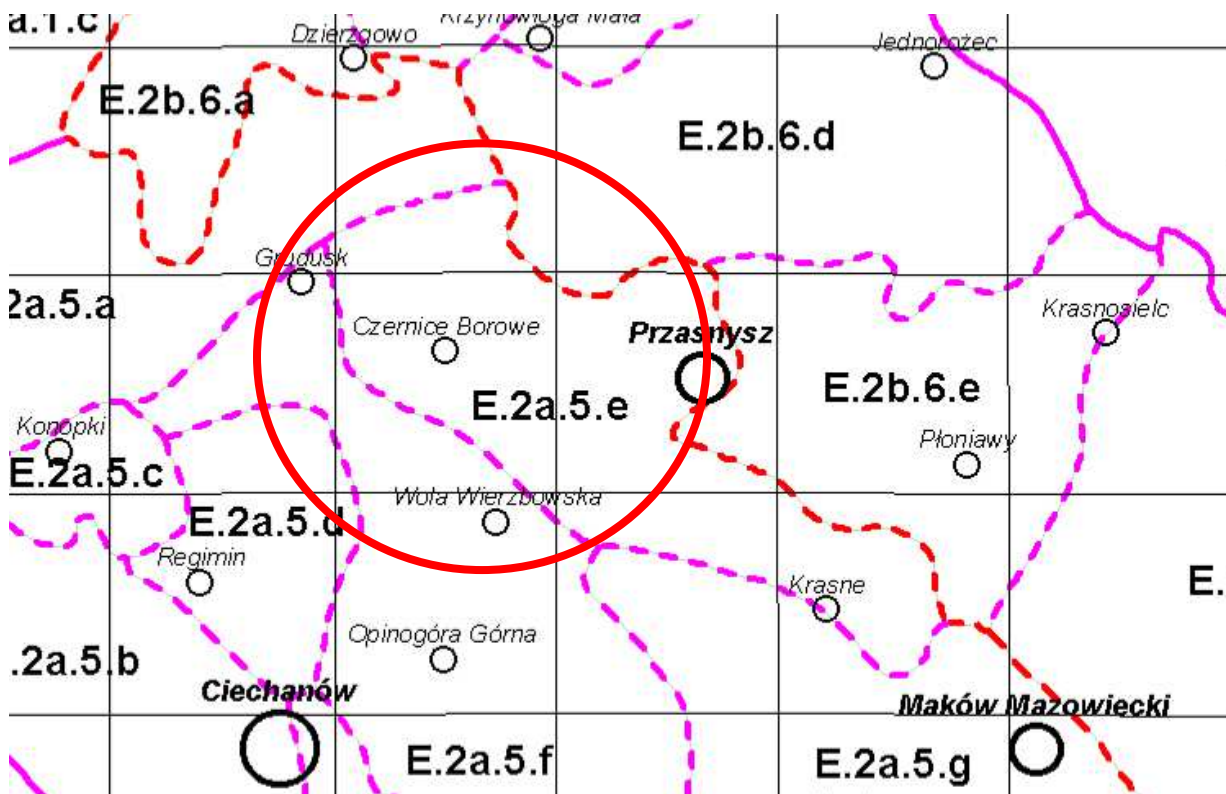 a.1.c
Krzynowłoga Mała
Dzierzgowo
Jednorożec
E.2b.6.a
E.2b.6.d
Grudusk
2a.5.a
Czernice Borowe
Krasnosielc
Przasnysz
E.2b.6.e
E.2a.5.e
Konopki
Płoniawy
E.2a.5.c
Wola Wierzbowska
E.2a.5.d
Regimin
Krasne
E.
Opinogóra Górna
.2a.5.b
Ciechanów
Maków Mazowiecki
E.2a.5.f
E.2a.5.g